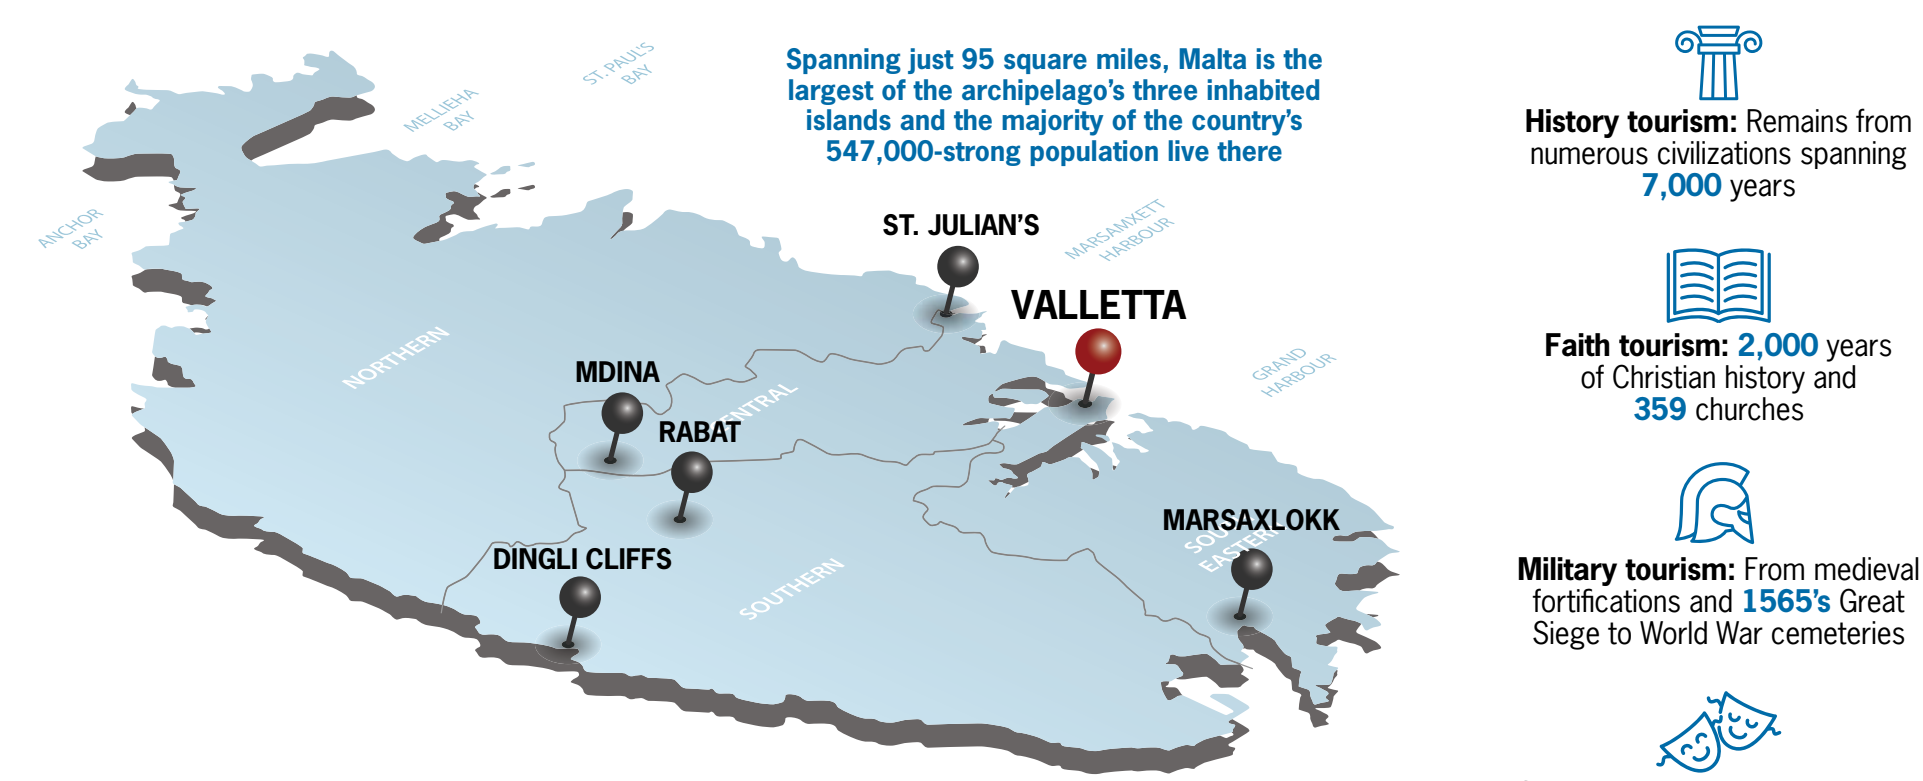 Spanning just 95 square miles, Malta is the
largest of the archipelago's three inhabited
islands and the majority of the country's
547,000-strong population live there
ST. PAUL'S
BAY
MELLIEHA
BAY
ANCHOR
BAY
MARSAMXETT
HARBOUR
GRAND
HARBOUR
ST. JULIAN'S
VALLETTA
NORTHERN
MDINA
RABAT
DINGLI CLIFFS
SOUTHERN
MARSAXLOKK
EASTERN
History tourism: Remains from
numerous civilizations spanning
7,000 years
Faith tourism: 2,000 years
of Christian history and
359 churches
Military tourism: From medieval
fortifications and 1565's Great
Siege to World War cemeteries